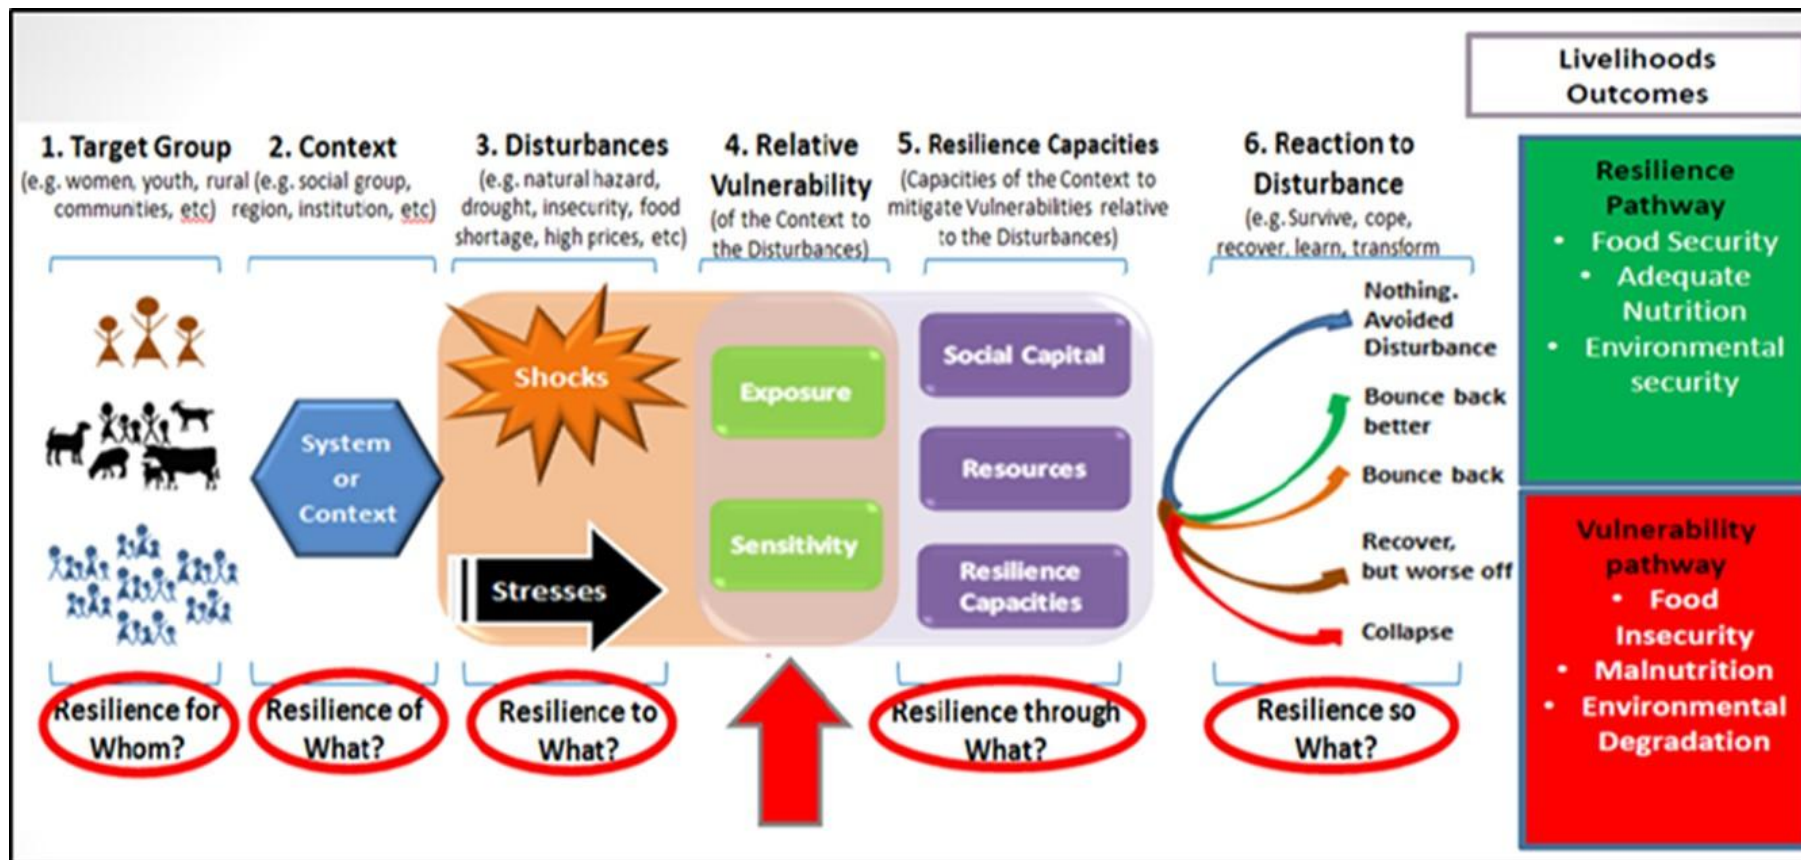 Livelihoods
Outcomes
1. Target Group
(e.g. women, youth, rural
communities, etc)
2. Context
(e.g. social group,
region, institution, etc)
3. Disturbances
(e.g. natural hazard,
drought, insecurity, food
shortage, high prices, etc)
4. Relative
Vulnerability
(of the Context to
the Disturbances)
5. Resilience Capacities
(Capacities of the Context to
mitigate Vulnerabilities relative
to the Disturbances)
6. Reaction to
Disturbance
(e.g. Survive, cope,
recover, learn, transform
System
or
Context
Shocks
Stresses
Exposure
Sensitivity
Social Capital
Resources
Resilience
Capacities
Nothing.
Avoided
Disturbance
Bounce back
better
Bounce back
Recover,
but worse off
Collapse
Resilience
Pathway
• Food Security
• Adequate
Nutrition
• Environmental
security
Vulnerability
pathway
• Food
Insecurity
• Malnutrition
• Environmental
Degradation
Resilience for
Whom?
Resilience of
What?
Resilience to
What?
Resilience through
What?
Resilience so
What?